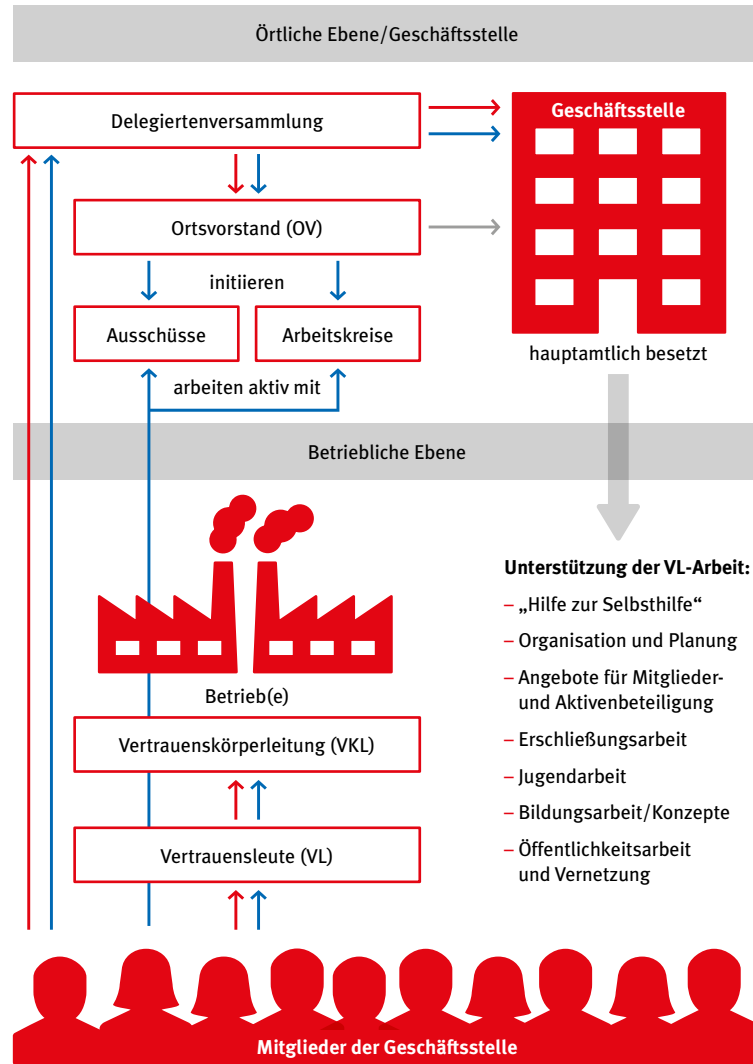 Örtliche Ebene/Geschäftsstelle
Delegiertenversammlung
Geschäftsstelle
Ortsvorstand (OV)
initiieren
Ausschüsse
Arbeitskreise
hauptamtlich besetzt
arbeiten aktiv mit
Betriebliche Ebene
Unterstützung der VL-Arbeit:
– „Hilfe zur Selbsthilfe“
– Organisation und Planung
– Angebote für Mitglieder-
und Aktivenbeteiligung
– Erschließungsarbeit
– Jugendarbeit
– Bildungsarbeit/Konzepte
– Öffentlichkeitsarbeit
und Vernetzung
Betrieb(e)
Vertrauenskörperleitung (VKL)
Vertrauensleute (VL)
Mitglieder der Geschäftsstelle